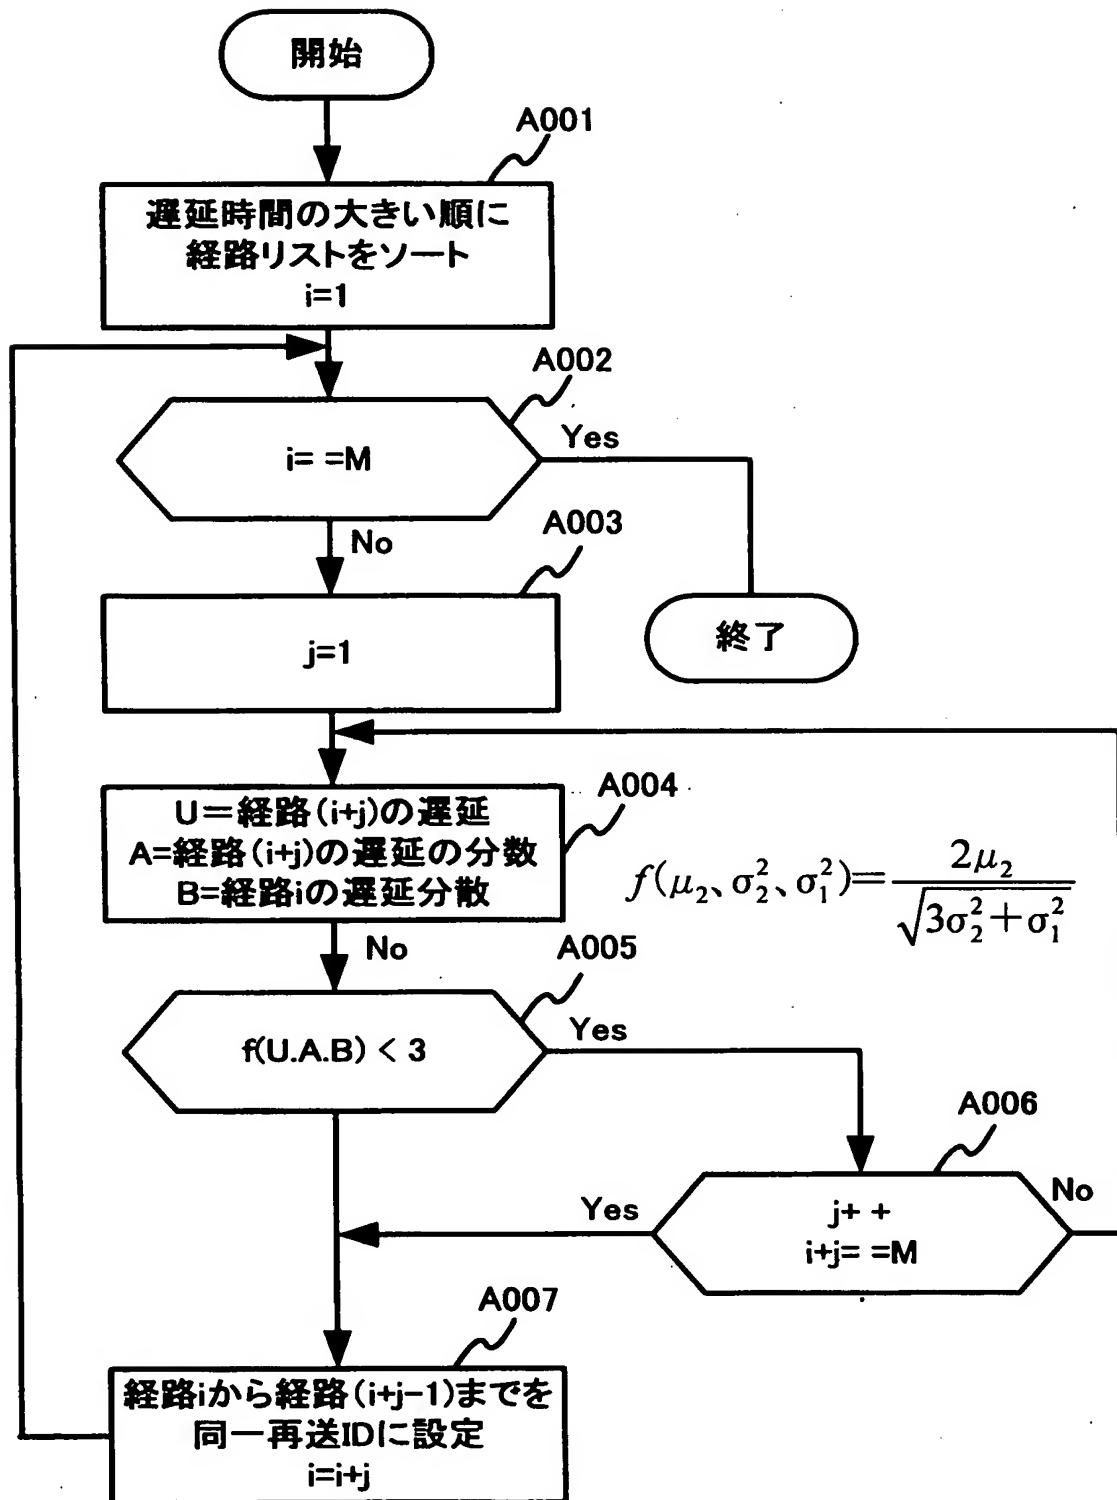 開始
A001
遅延時間の大きい順に
経路リストをソート
i=1
A002
i= =M
Yes
No
A003
j=1
終了
A004
U=経路(i+j)の遅延
A=経路(i+j)の遅延の分数
B=経路iの遅延分散
f(μ₂、σ₂²、σ₁²)=2μ₂/√(3σ₂²+σ₁²)
No
A005
f(U.A.B) < 3
Yes
A006
j+ +
i+j= =M
Yes
No
A007
経路iから経路(i+j-1)までを
同一再送IDに設定
i=i+j